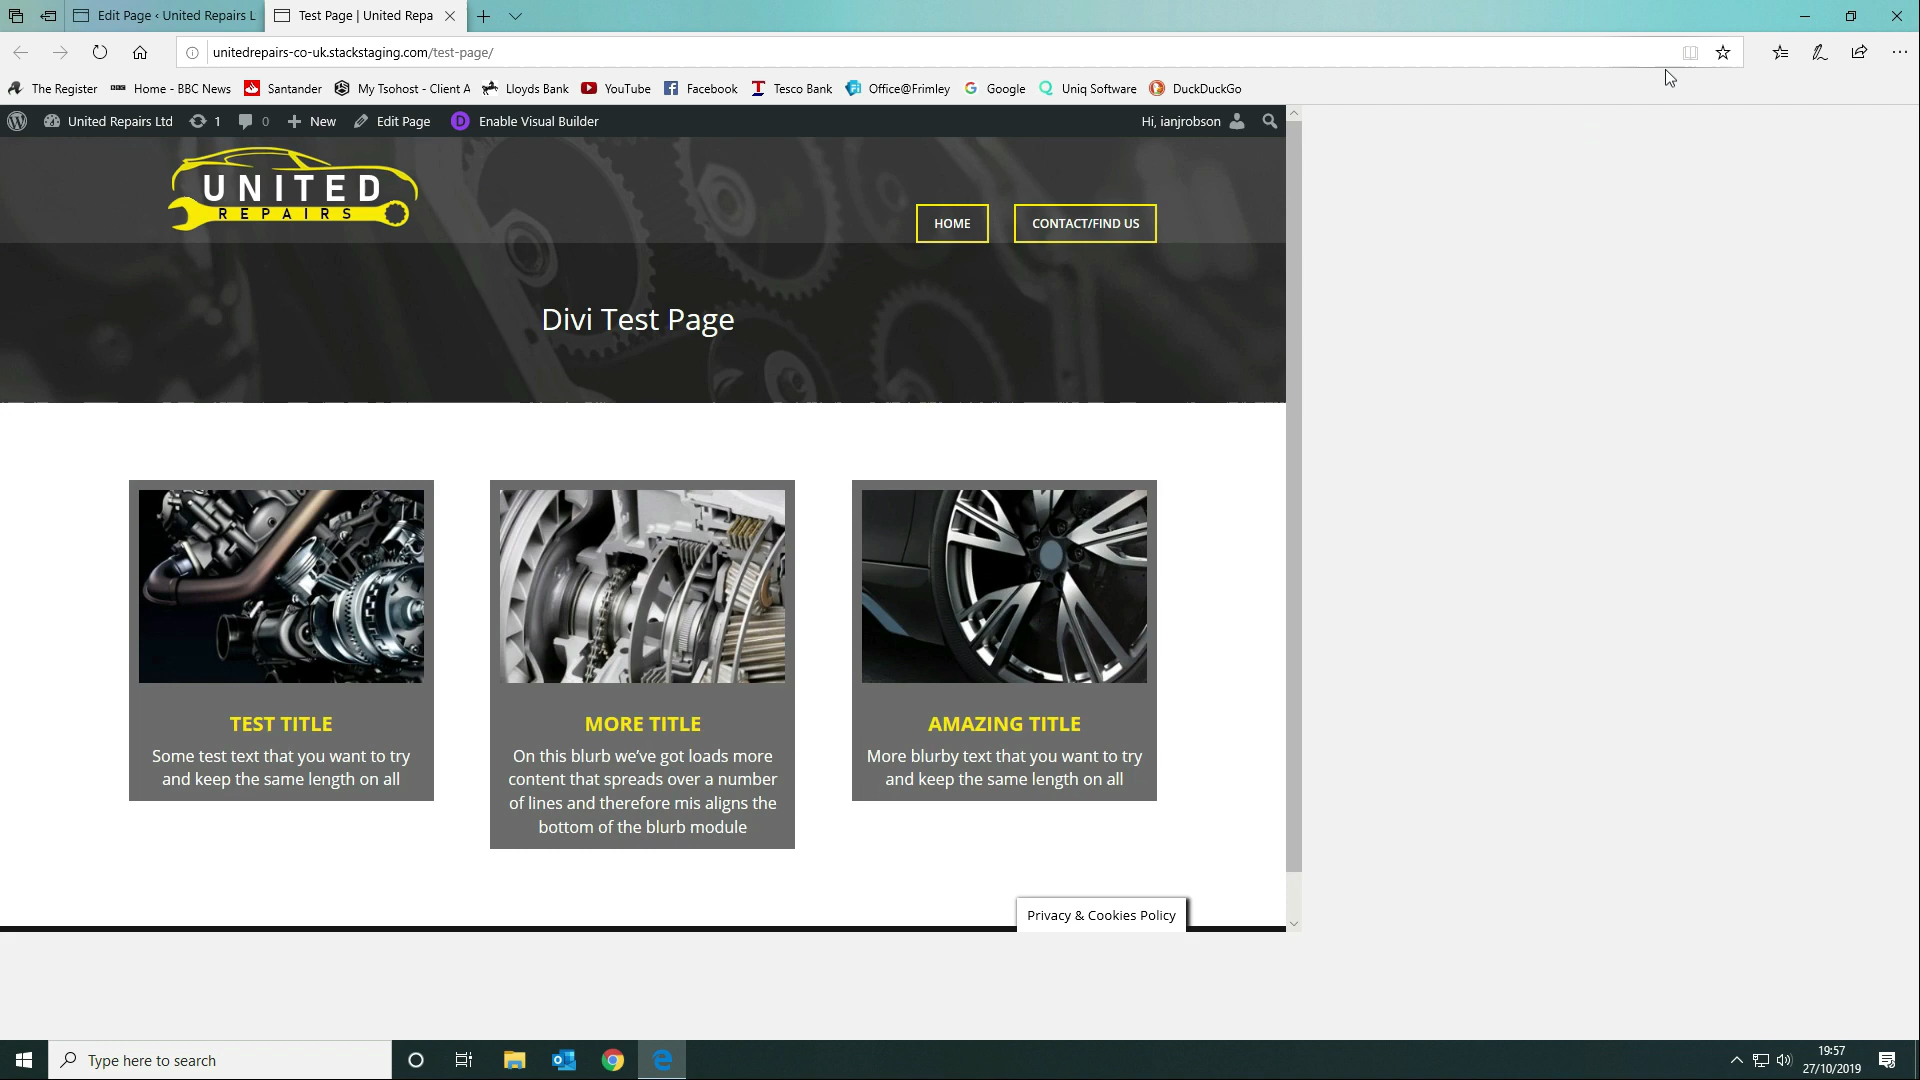 Edit Page ‹ United Repairs L
Test Page | United Repa
unitedrepairs-co-uk.stackstaging.com/test-page/
The Register
Home - BBC News
Santander
My Tsohost - Client A
Lloyds Bank
YouTube
Facebook
Tesco Bank
Office@Frimley
Google
Uniq Software
DuckDuckGo
United Repairs Ltd
1
0
New
Edit Page
D
Enable Visual Builder
Hi, ianjrobson
UNITED
REPAIRS
HOME
CONTACT/FIND US
Divi Test Page
TEST TITLE
Some test text that you want to try
and keep the same length on all
MORE TITLE
On this blurb we've got loads more
content that spreads over a number
of lines and therefore mis aligns the
bottom of the blurb module
AMAZING TITLE
More blurby text that you want to try
and keep the same length on all
Privacy & Cookies Policy
Type here to search
19:57
27/10/2019